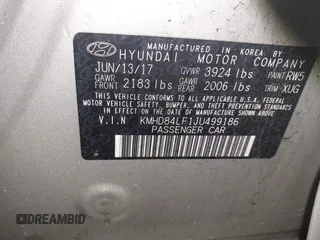 MANUFACTURED IN KOREA BY
HYUNDAI MOTOR COMPANY
JUN/13/17 GVWR 3924 lbs PAINT RW5
GAWR FRONT 2183 lbs GAWR REAR 2006 lbs TRIM XUG
THIS VEHICLE CONFORMS TO ALL APPLICABLE U.S. FEDERAL MOTOR
VEHICLE SAFETY, BUMPER, AND THEFT PREVENTION STANDARDS
IN EFFECT ON THE DATE OF MANUFACTURE SHOWN ABOVE.
V.I.N KMHD84LF1JU499186
PASSENGER CAR
DREAMBID